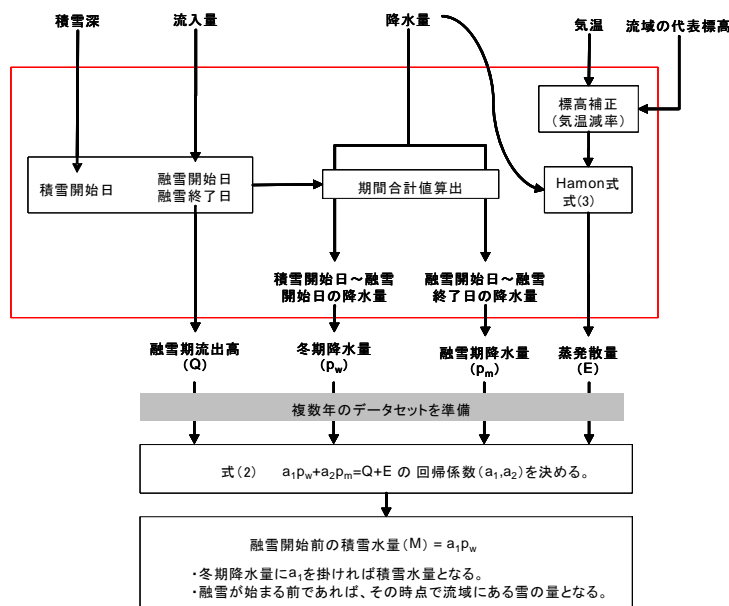 積雪深
流入量
降水量
気温
流域の代表標高
標高補正
(気温減率)
積雪開始日
融雪開始日
融雪終了日
期間合計値算出
Hamon式
式(3)
積雪開始日～融雪
開始日の降水量
融雪開始日～融雪
終了日の降水量
融雪期流出高
(Q)
冬期降水量
(pw)
融雪期降水量
(pm)
蒸発散量
(E)
複数年のデータセットを準備
式(2) a1pw+a2pm=Q+E の 回帰係数(a1,a2)を決める。
融雪開始前の積雪水量(M) = a1pw
・冬期降水量にa1を掛ければ積雪水量となる。
・融雪が始まる前であれば、その時点で流域にある雪の量となる。